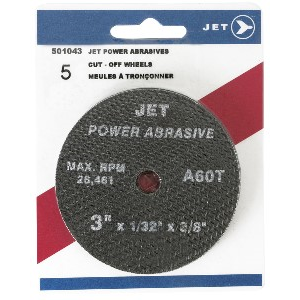 JET
501043 JET POWER ABRASIVES
5 CUT - OFF WHEELS
MEULES À TRONÇONNER
JET
POWER ABRASIVE
MAX. RPM
26,461
A60T
3" x 1/32" x 3/8"